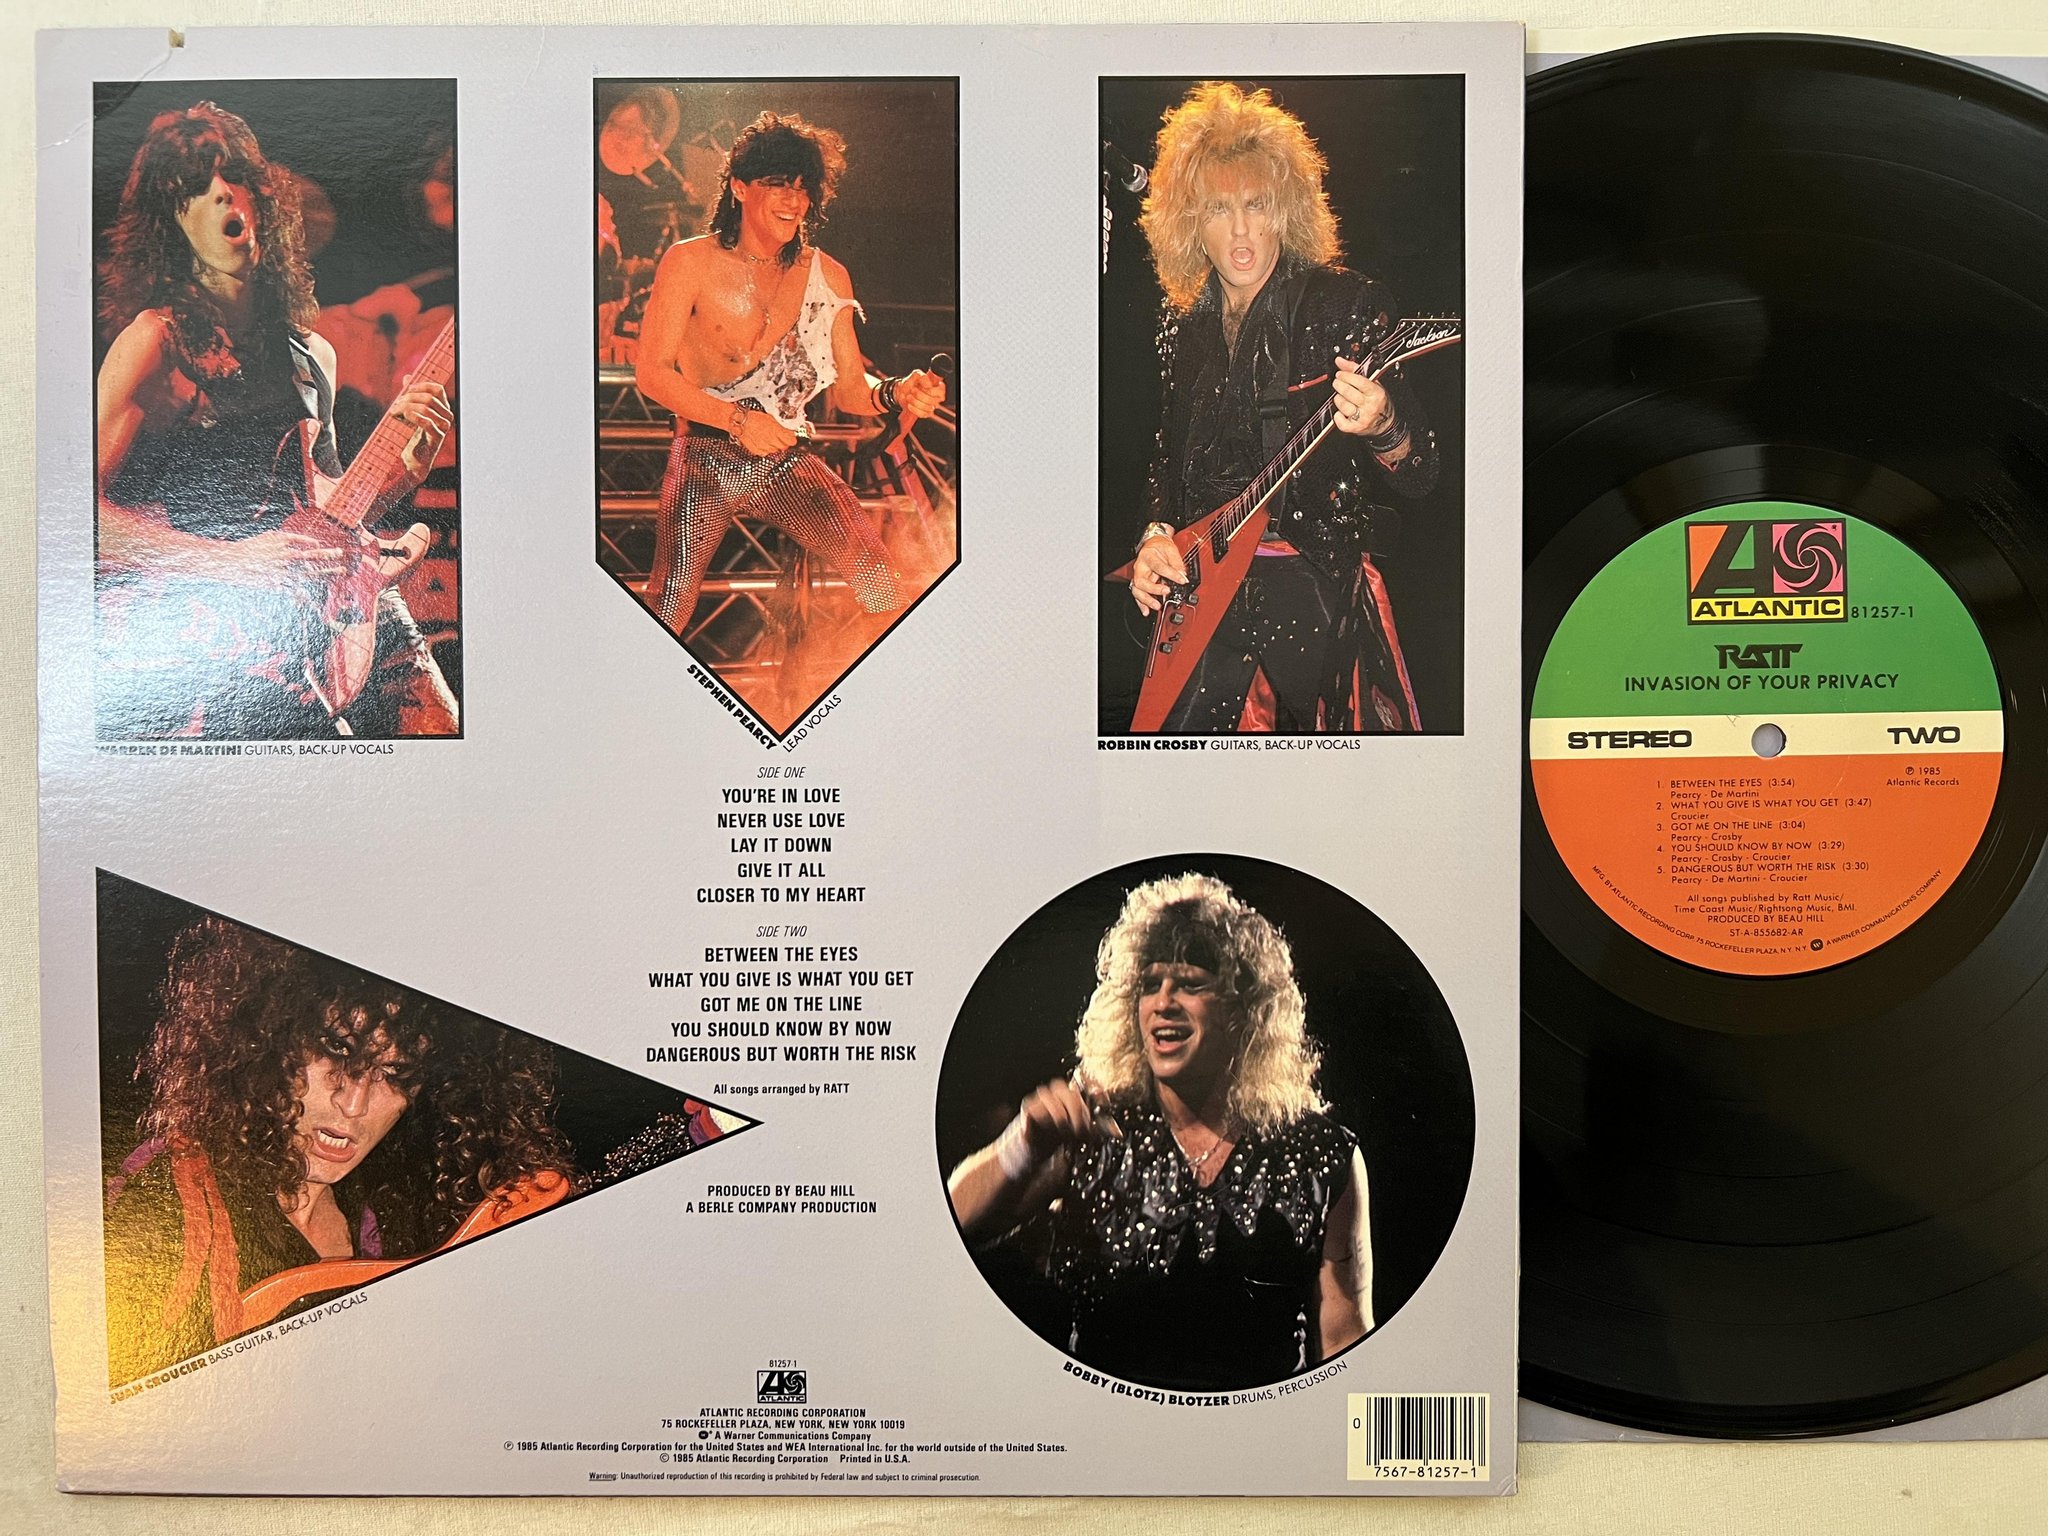 Jackson
WARREN DE MARTINI GUITARS, BACK-UP VOCALS
STEPHEN PEARCY
LEAD VOCALS
ROBBIN CROSBY GUITARS, BACK-UP VOCALS
SIDE ONE
YOU'RE IN LOVE
NEVER USE LOVE
LAY IT DOWN
GIVE IT ALL
CLOSER TO MY HEART
SIDE TWO
BETWEEN THE EYES
WHAT YOU GIVE IS WHAT YOU GET
GOT ME ON THE LINE
YOU SHOULD KNOW BY NOW
DANGEROUS BUT WORTH THE RISK
All songs arranged by RATT
PRODUCED BY BEAU HILL
A BERLE COMPANY PRODUCTION
JUAN CROUCIER BASS GUITAR, BACK-UP VOCALS
BOBBY (BLOTZ) BLOTZER DRUMS, PERCUSSION
81257-1
ATLANTIC
ATLANTIC RECORDING CORPORATION
75 ROCKEFELLER PLAZA, NEW YORK, NEW YORK 10019
A Warner Communications Company
℗ 1985 Atlantic Recording Corporation for the United States and WEA International Inc. for the world outside of the United States.
© 1985 Atlantic Recording Corporation Printed in U.S.A.
Warning: Unauthorized reproduction of this recording is prohibited by Federal law and subject to criminal prosecution.
0
7567-81257-1
ATLANTIC
81257-1
RATT
INVASION OF YOUR PRIVACY
STEREO
TWO
℗ 1985
Atlantic Records
1. BETWEEN THE EYES (3:54)
Pearcy - De Martini
2. WHAT YOU GIVE IS WHAT YOU GET (3:47)
Croucier
3. GOT ME ON THE LINE (3:04)
Pearcy - Crosby
4. YOU SHOULD KNOW BY NOW (3:29)
Pearcy - Crosby - Croucier
5. DANGEROUS BUT WORTH THE RISK (3:30)
Pearcy - De Martini - Croucier
All songs published by Ratt Music/
Time Coast Music/Rightsong Music, BMI.
PRODUCED BY BEAU HILL
ST-A-855682-AR
MFG. BY ATLANTIC RECORDING CORP. 75 ROCKEFELLER PLAZA, N.Y. N.Y. A WARNER COMMUNICATIONS COMPANY